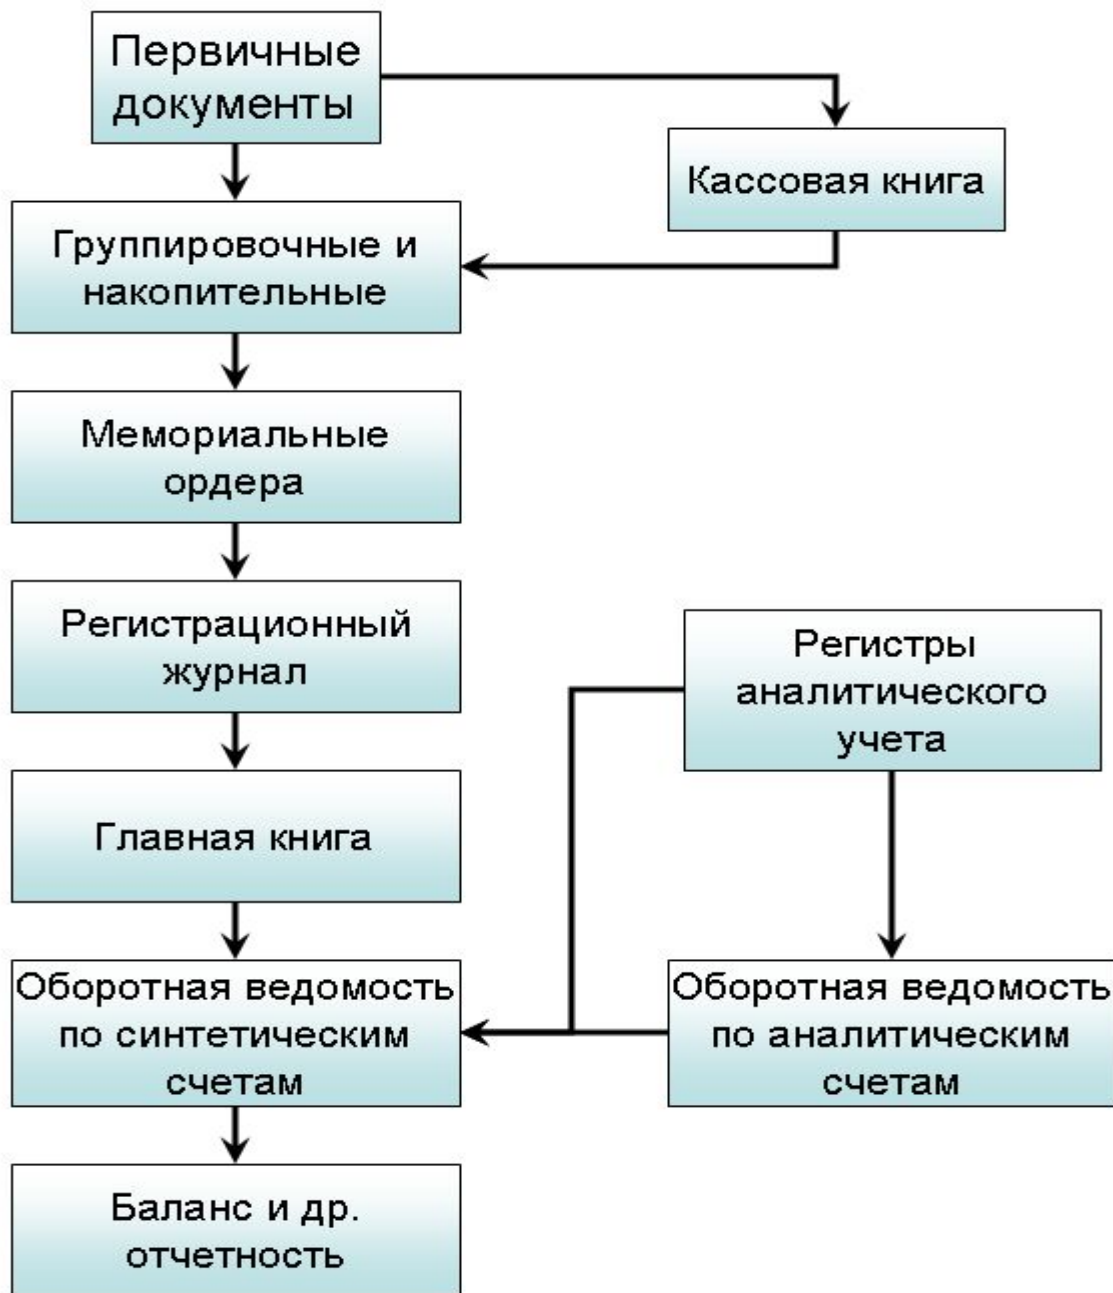 Первичные
документы
Кассовая книга
Группировочные и
накопительные
Мемориальные
ордера
Регистрационный
журнал
Регистры
аналитического
учета
Главная книга
Оборотная ведомость
по синтетическим
счетам
Оборотная ведомость
по аналитическим
счетам
Баланс и др.
отчетность